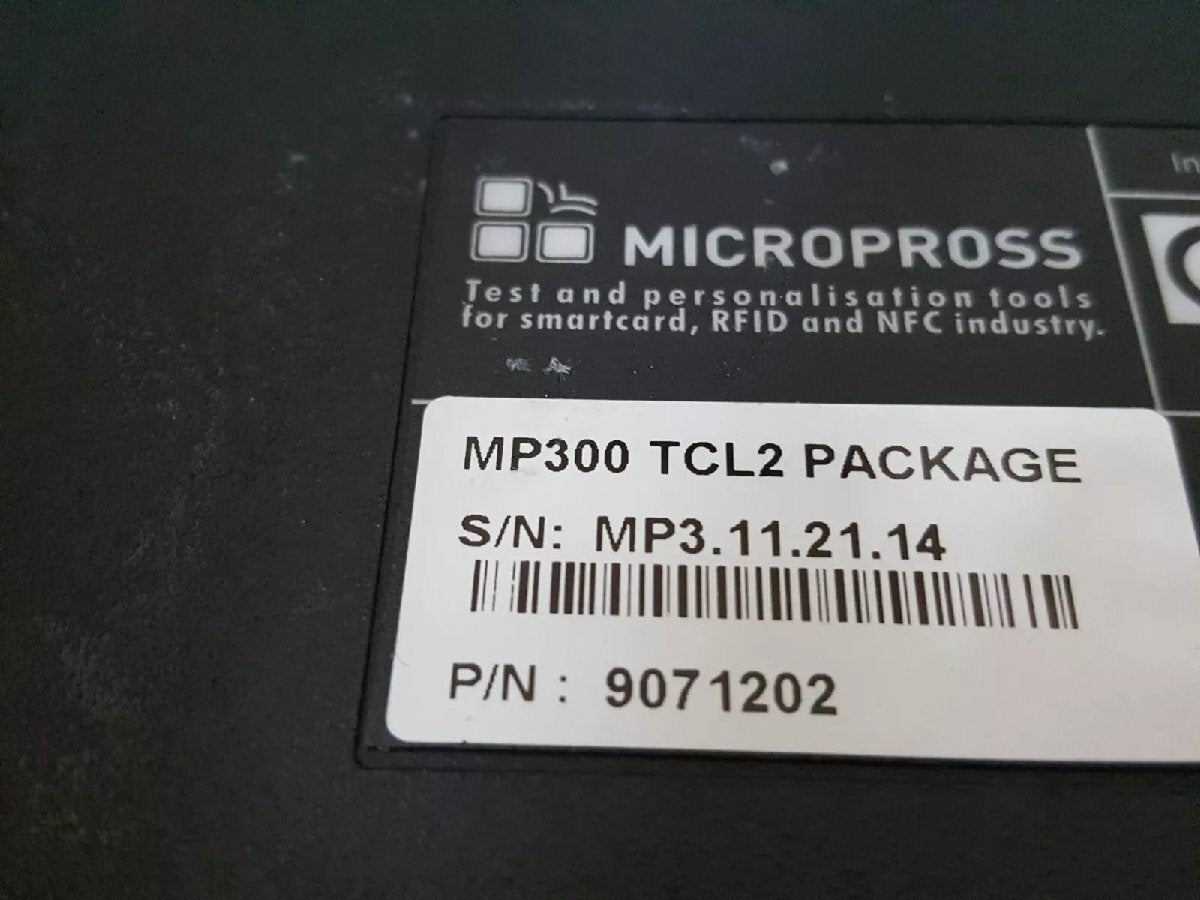 MICROPROSS
Test and personalisation tools
for smartcard, RFID and NFC industry.
In
MP300 TCL2 PACKAGE
S/N: MP3.11.21.14
P/N : 9071202